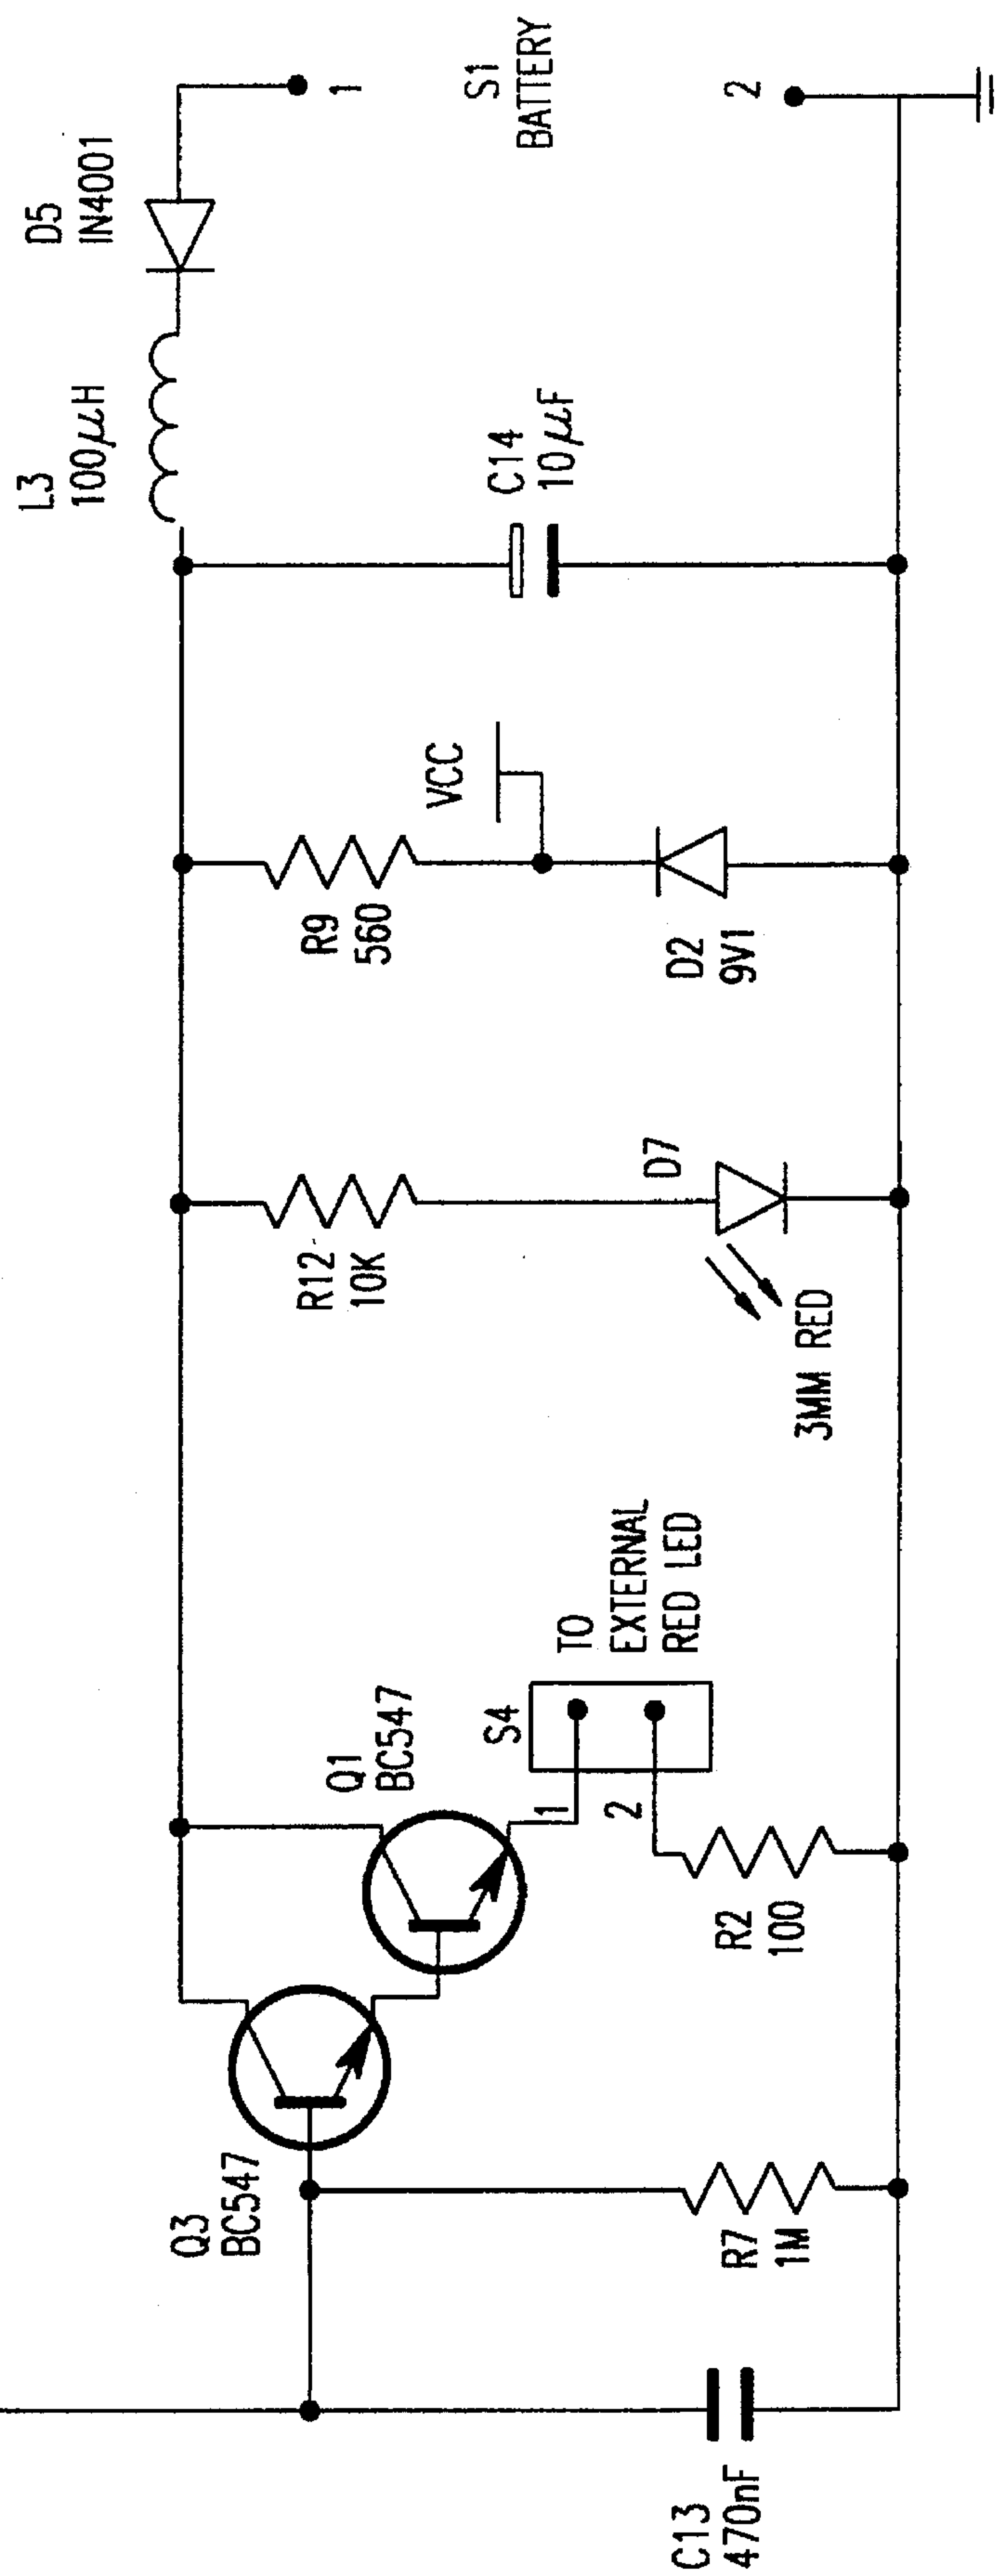 C13
470nF
Q3
BC547
R7
1M
Q1
BC547
R2
100
1
2
S4
TO
EXTERNAL
RED LED
R12
10K
D7
3MM RED
R9
560
VCC
D2
9V1
L3
100μH
C14
10μF
D5
IN4001
1
S1
BATTERY
2